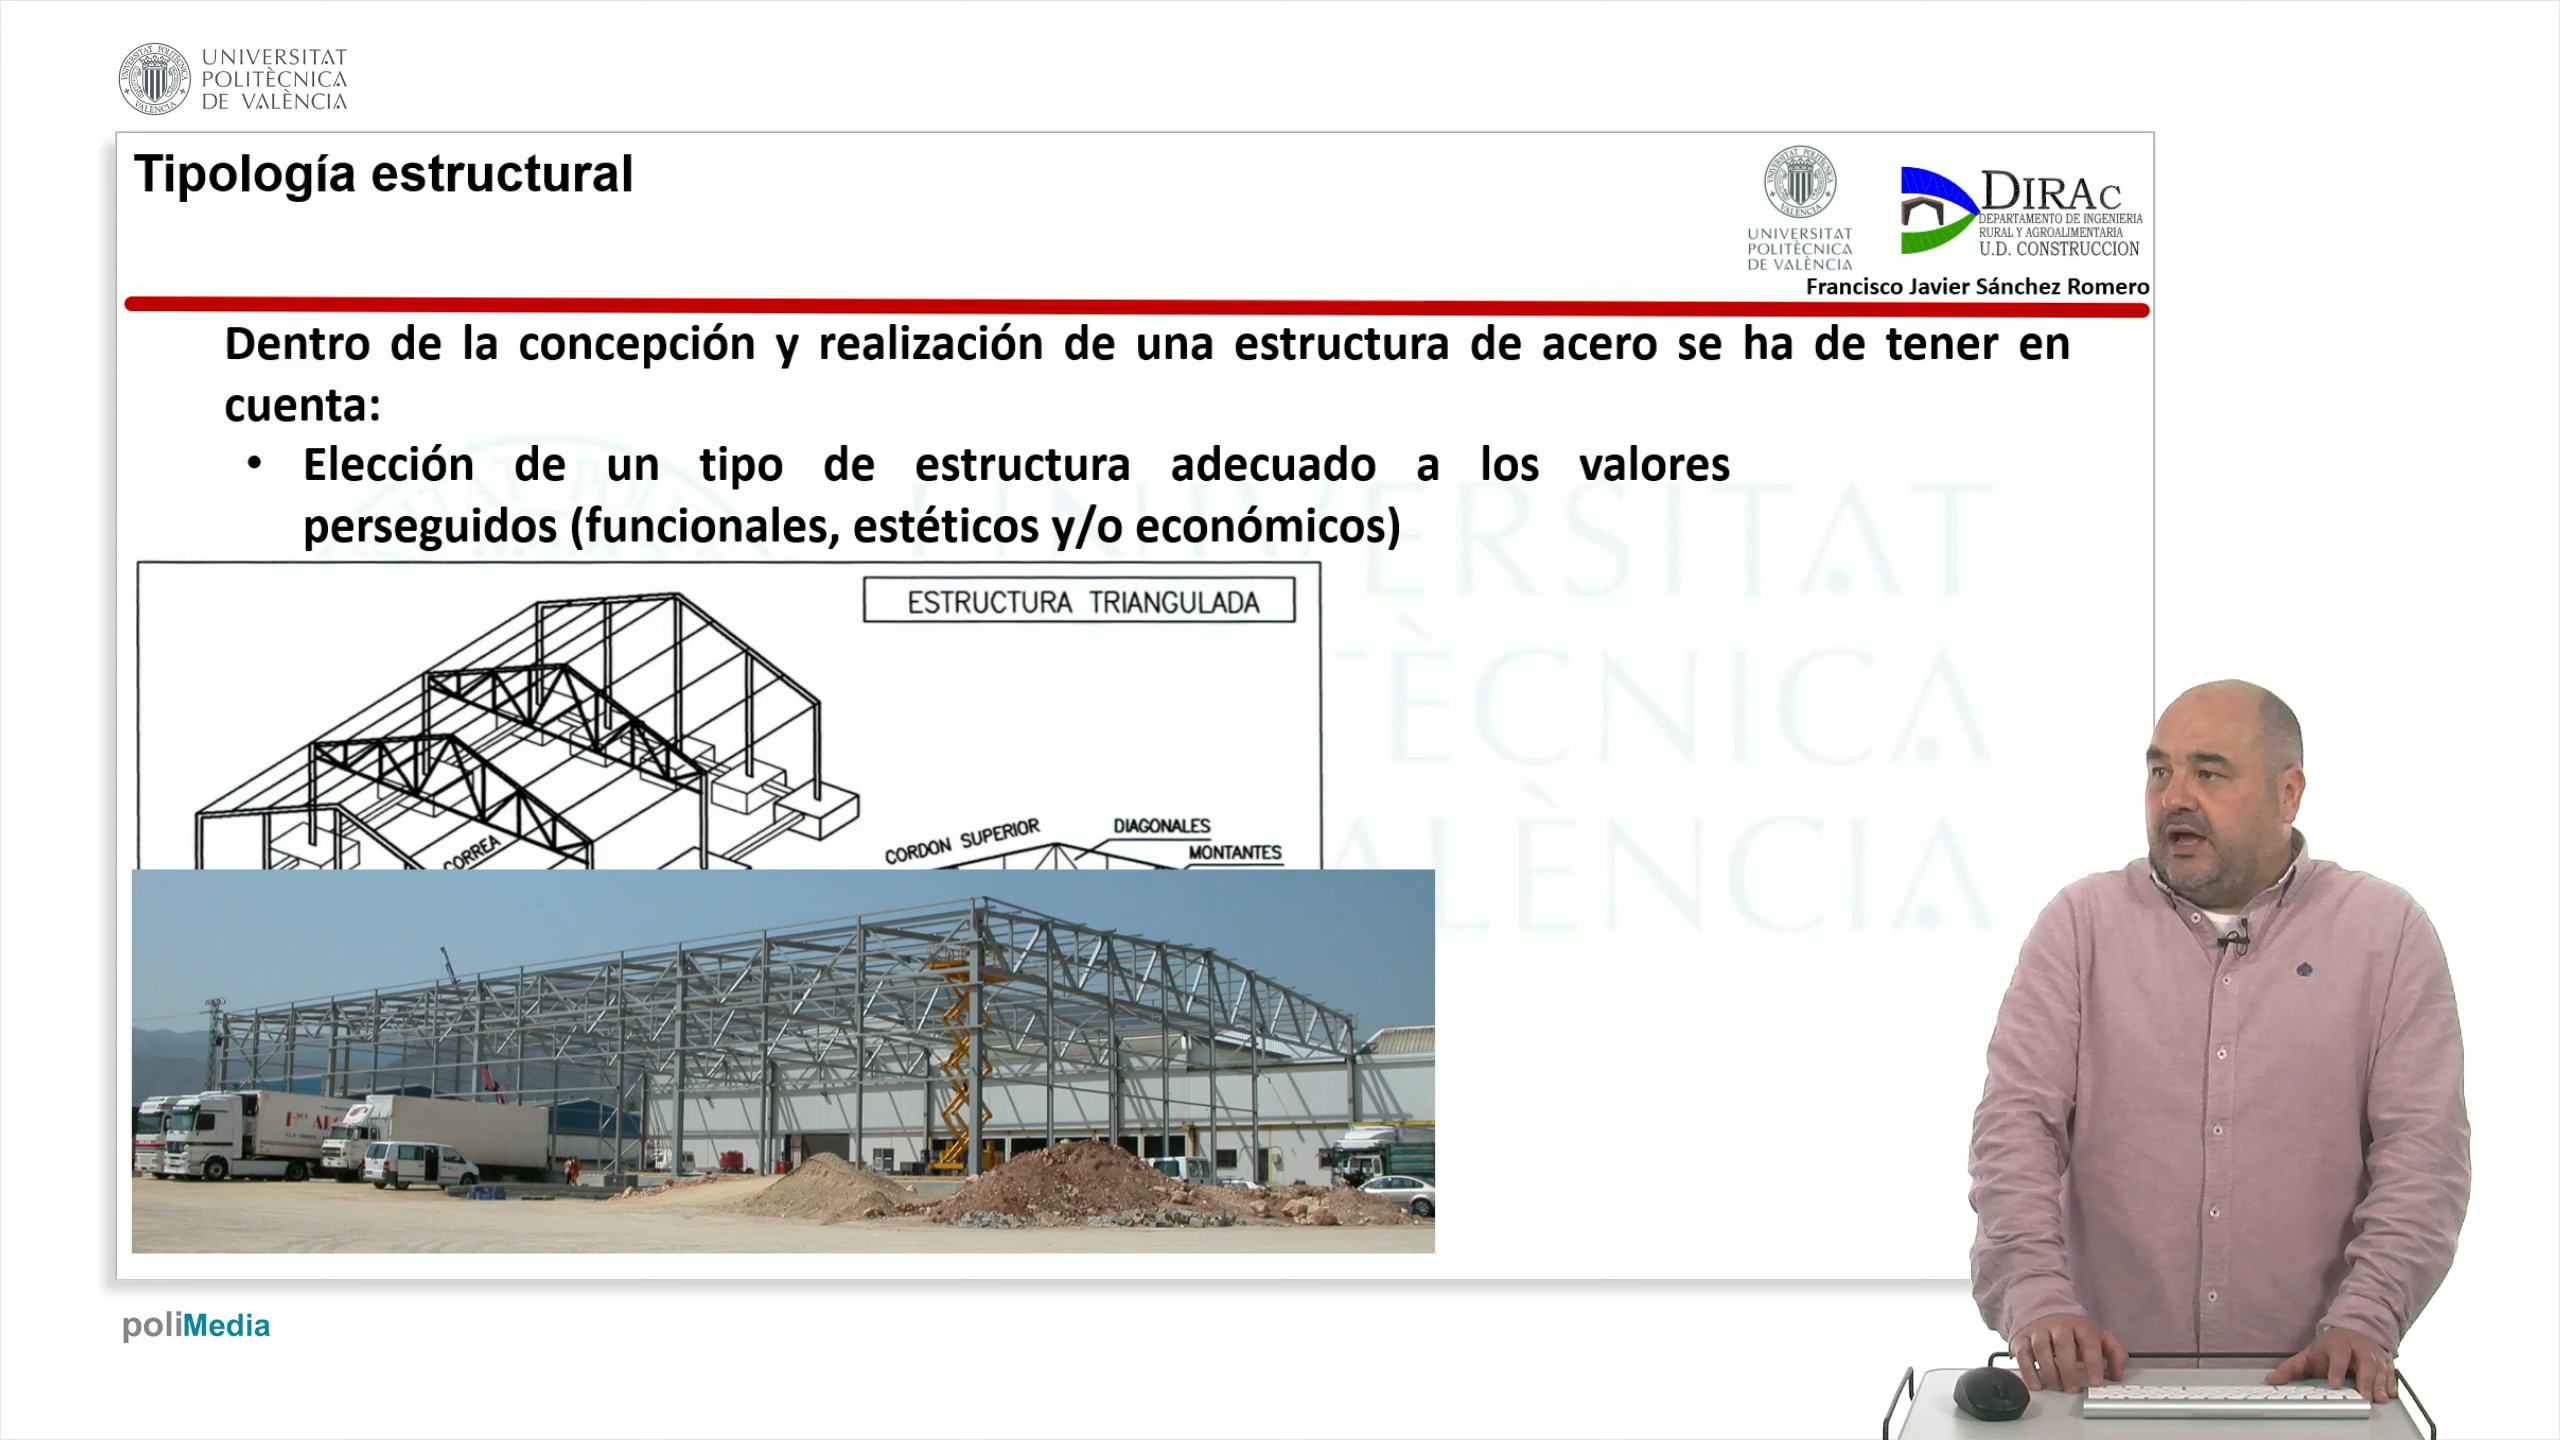 UNIVERSITAT
POLITÈCNICA
DE VALÈNCIA
Tipología estructural
UNIVERSITAT
POLITÈCNICA
DE VALÈNCIA
DIRAC
DEPARTAMENTO DE INGENIERIA
RURAL Y AGROALIMENTARIA
U.D. CONSTRUCCION
Francisco Javier Sánchez Romero
Dentro de la concepción y realización de una estructura de acero se ha de tener en
cuenta:
• Elección de un tipo de estructura adecuado a los valores
perseguidos (funcionales, estéticos y/o económicos)
ESTRUCTURA TRIANGULADA
CORREA
CORDON SUPERIOR
DIAGONALES
MONTANTES
poliMedia